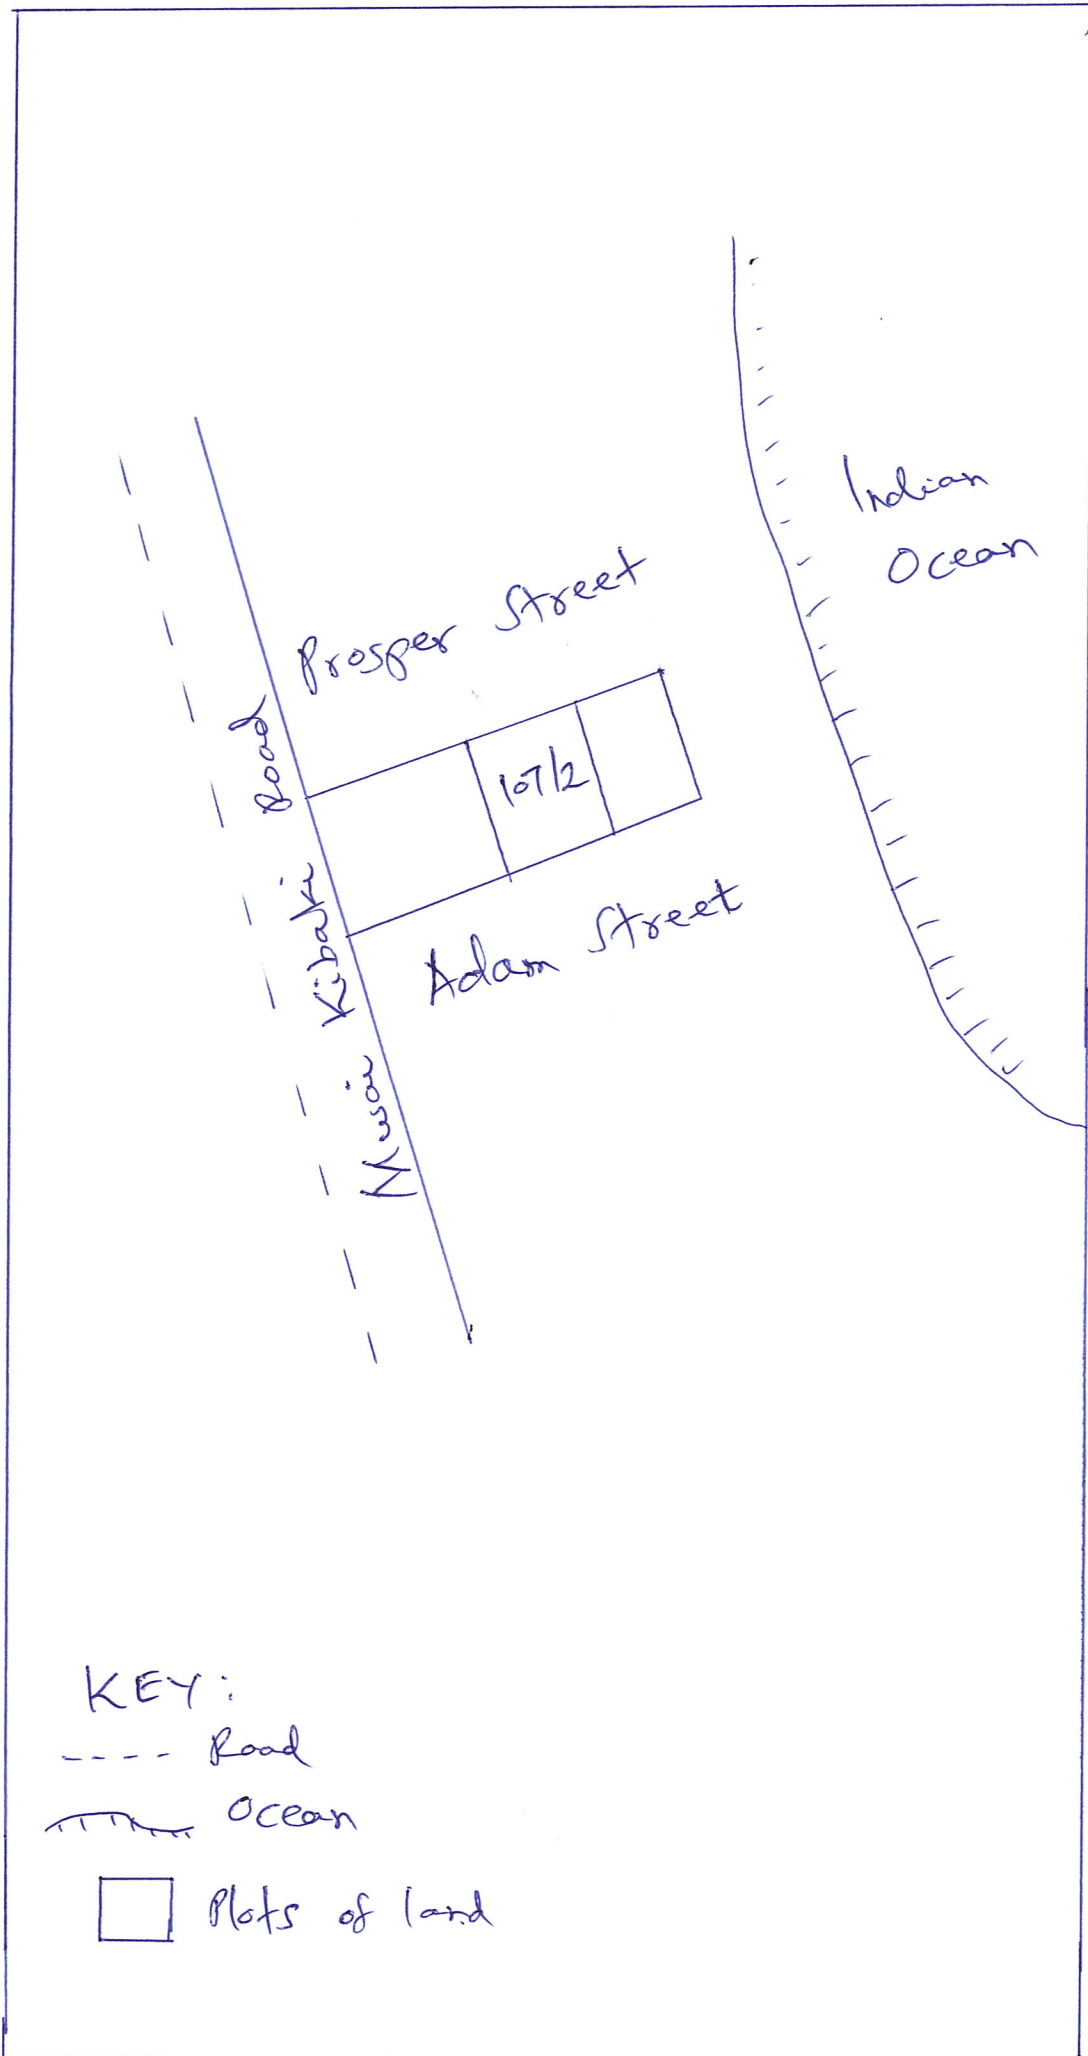 Indian
Ocean
Prosper Street
107/2
Adam Street
Mwai Kibaki Road
KEY:
Road
Ocean
Plots of land